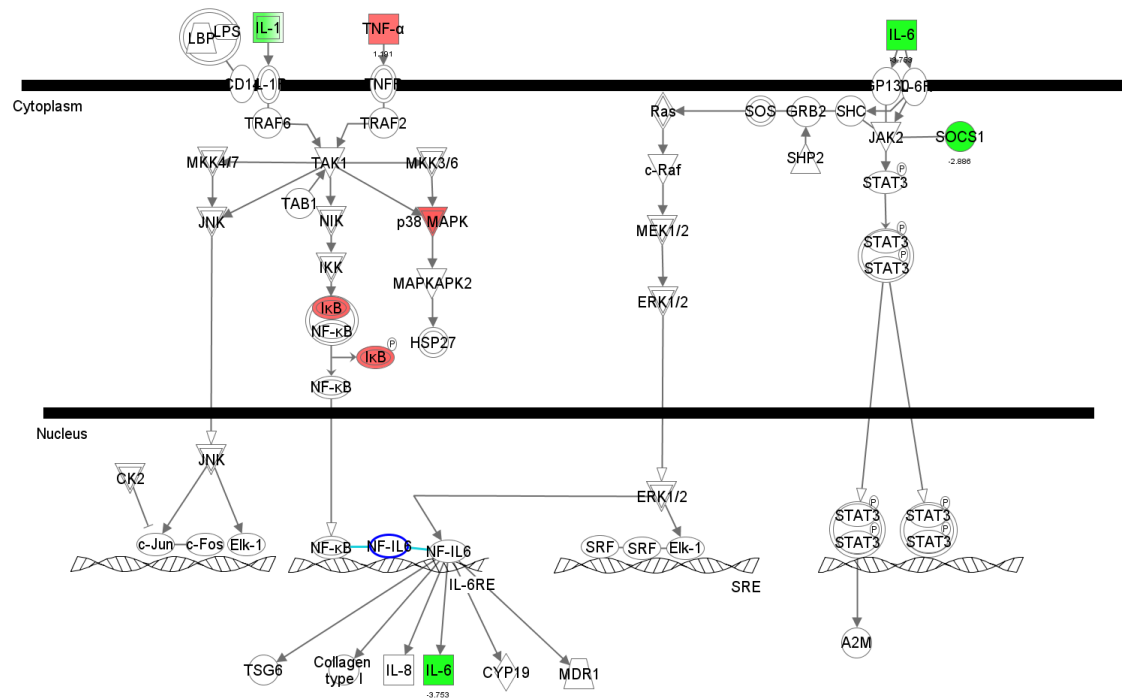 LBP
LPS
IL-1
TNF-α
1.191
IL-6
CD14
TNFR
GP130
Cytoplasm
TRAF6
TRAF2
Ras
SOS
GRB2
SHC
JAK2
SOCS1
-2.886
MKK4/7
TAK1
MKK3/6
c-Raf
SHP2
STAT3
P
TAB1
JNK
NIK
p38 MAPK
MEK1/2
STAT3
P
STAT3
P
IKK
MAPKAPK2
ERK1/2
IκB
NF-κB
HSP27
IκB
P
NF-κB
Nucleus
CK2
JNK
ERK1/2
STAT3
P
STAT3
P
STAT3
P
STAT3
P
c-Jun
c-Fos
Elk-1
NF-κB
NF-IL6
NF-IL6
SRF
SRF
Elk-1
IL-6RE
SRE
TSG6
Collagen
type I
IL-8
IL-6
-3.753
CYP19
MDR1
A2M